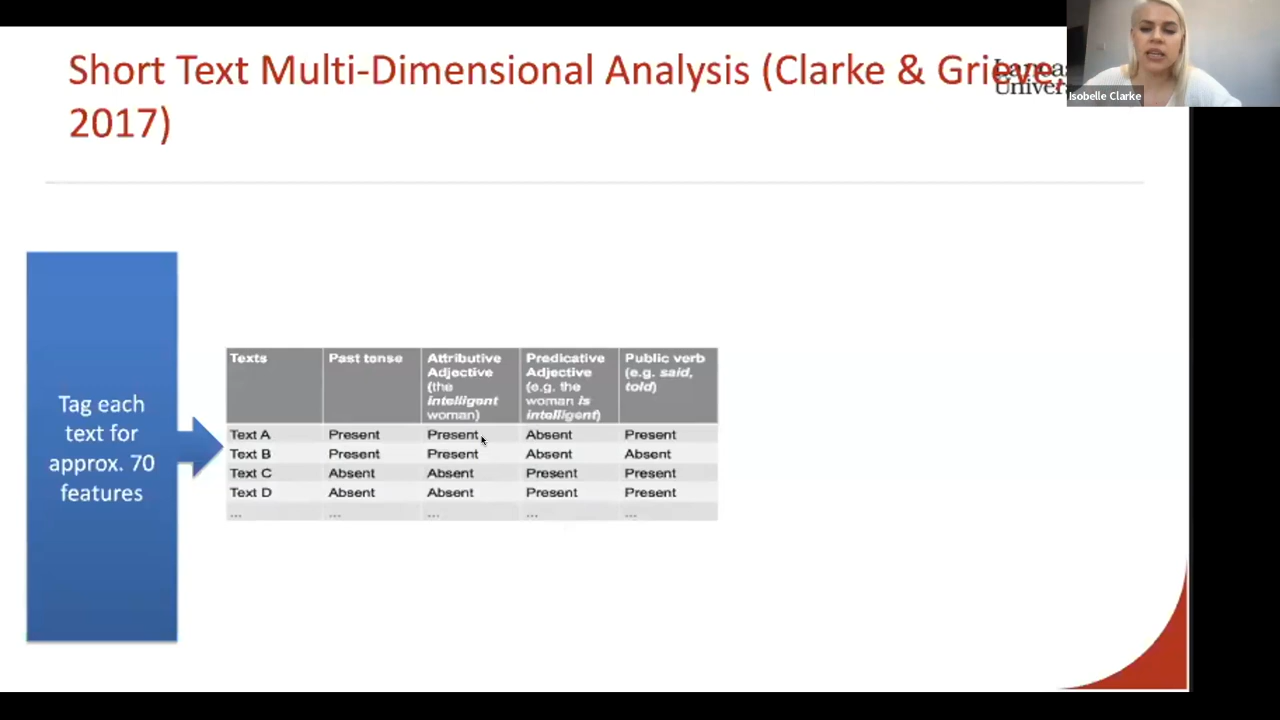 Short Text Multi-Dimensional Analysis (Clarke & Grieve,
2017)
Isobelle Clarke
Tag each
text for
approx. 70
features
Texts Past tense Attributive Adjective (the intelligent woman) Predicative Adjective (e.g. the woman is intelligent) Public verb (e.g. said, told)
Text A Present Present Absent Present
Text B Present Present Absent Absent
Text C Absent Absent Present Present
Text D Absent Absent Present Present
... ... ... ... ...